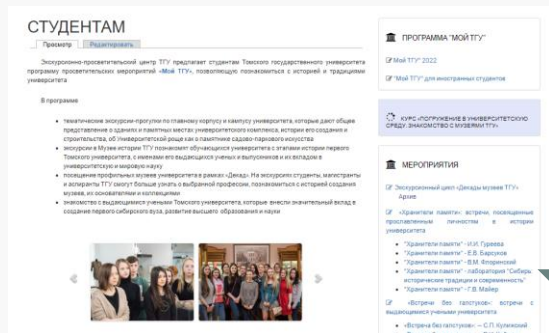 СТУДЕНТАМ
Просмотр Редактировать
Экскурсионно-просветительский центр ТГУ предлагает студентам Томского государственного университета
программу просветительских мероприятий «Мой ТГУ», позволяющую познакомиться с историей и традициями
университета
В программе
тематические экскурсии-прогулки по главному корпусу и кампусу университета, которые дают общее
представление о зданиях и памятных местах университетского комплекса, истории его создания и
строительства, об Университетской роще как о памятнике садово-паркового искусства
экскурсии в Музее истории ТГУ познакомят обучающихся университета с этапами истории первого
Томского университета, с именами его выдающихся ученых и выпускников и их вкладом в
университетскую и мировую науку
посещение профильных музеев университета в рамках «Декад». На экскурсиях студенты, магистранты
и аспиранты ТГУ смогут больше узнать о выбранной профессии, познакомиться с историей создания
музея, их основателями и коллекциями
знакомство с выдающимися учеными Томского университета, которые внесли значительный вклад в
создание первого сибирского вуза, развитие высшего образования и науки
ПРОГРАММА "МОЙ ТГУ"
Мой ТГУ" 2022
"Мой ТГУ" для иностранных студентов
КУРС «ПОГРУЖЕНИЕ В УНИВЕРСИТЕТСКУЮ
СРЕДУ: ЗНАКОМСТВО С МУЗЕЯМИ ТГУ»
МЕРОПРИЯТИЯ
Экскурсионный цикл «Декады музеев ТГУ»
Архив
«Хранители памяти»: встречи, посвященные
прославленным личностям в истории
университета
"Хранители памяти" - И.И. Гуреева
"Хранители памяти" - Е.В. Барсуков
"Хранители памяти" - В.М. Флоринский
"Хранители памяти" - лаборатория "Сибирь
исторические традиции и современность"
"Хранители памяти" - Г.В. Майер
«Встречи без галстуков»: встречи с
выдающимися учеными университета
«Встреча без галстуков» — С.П. Кулижский